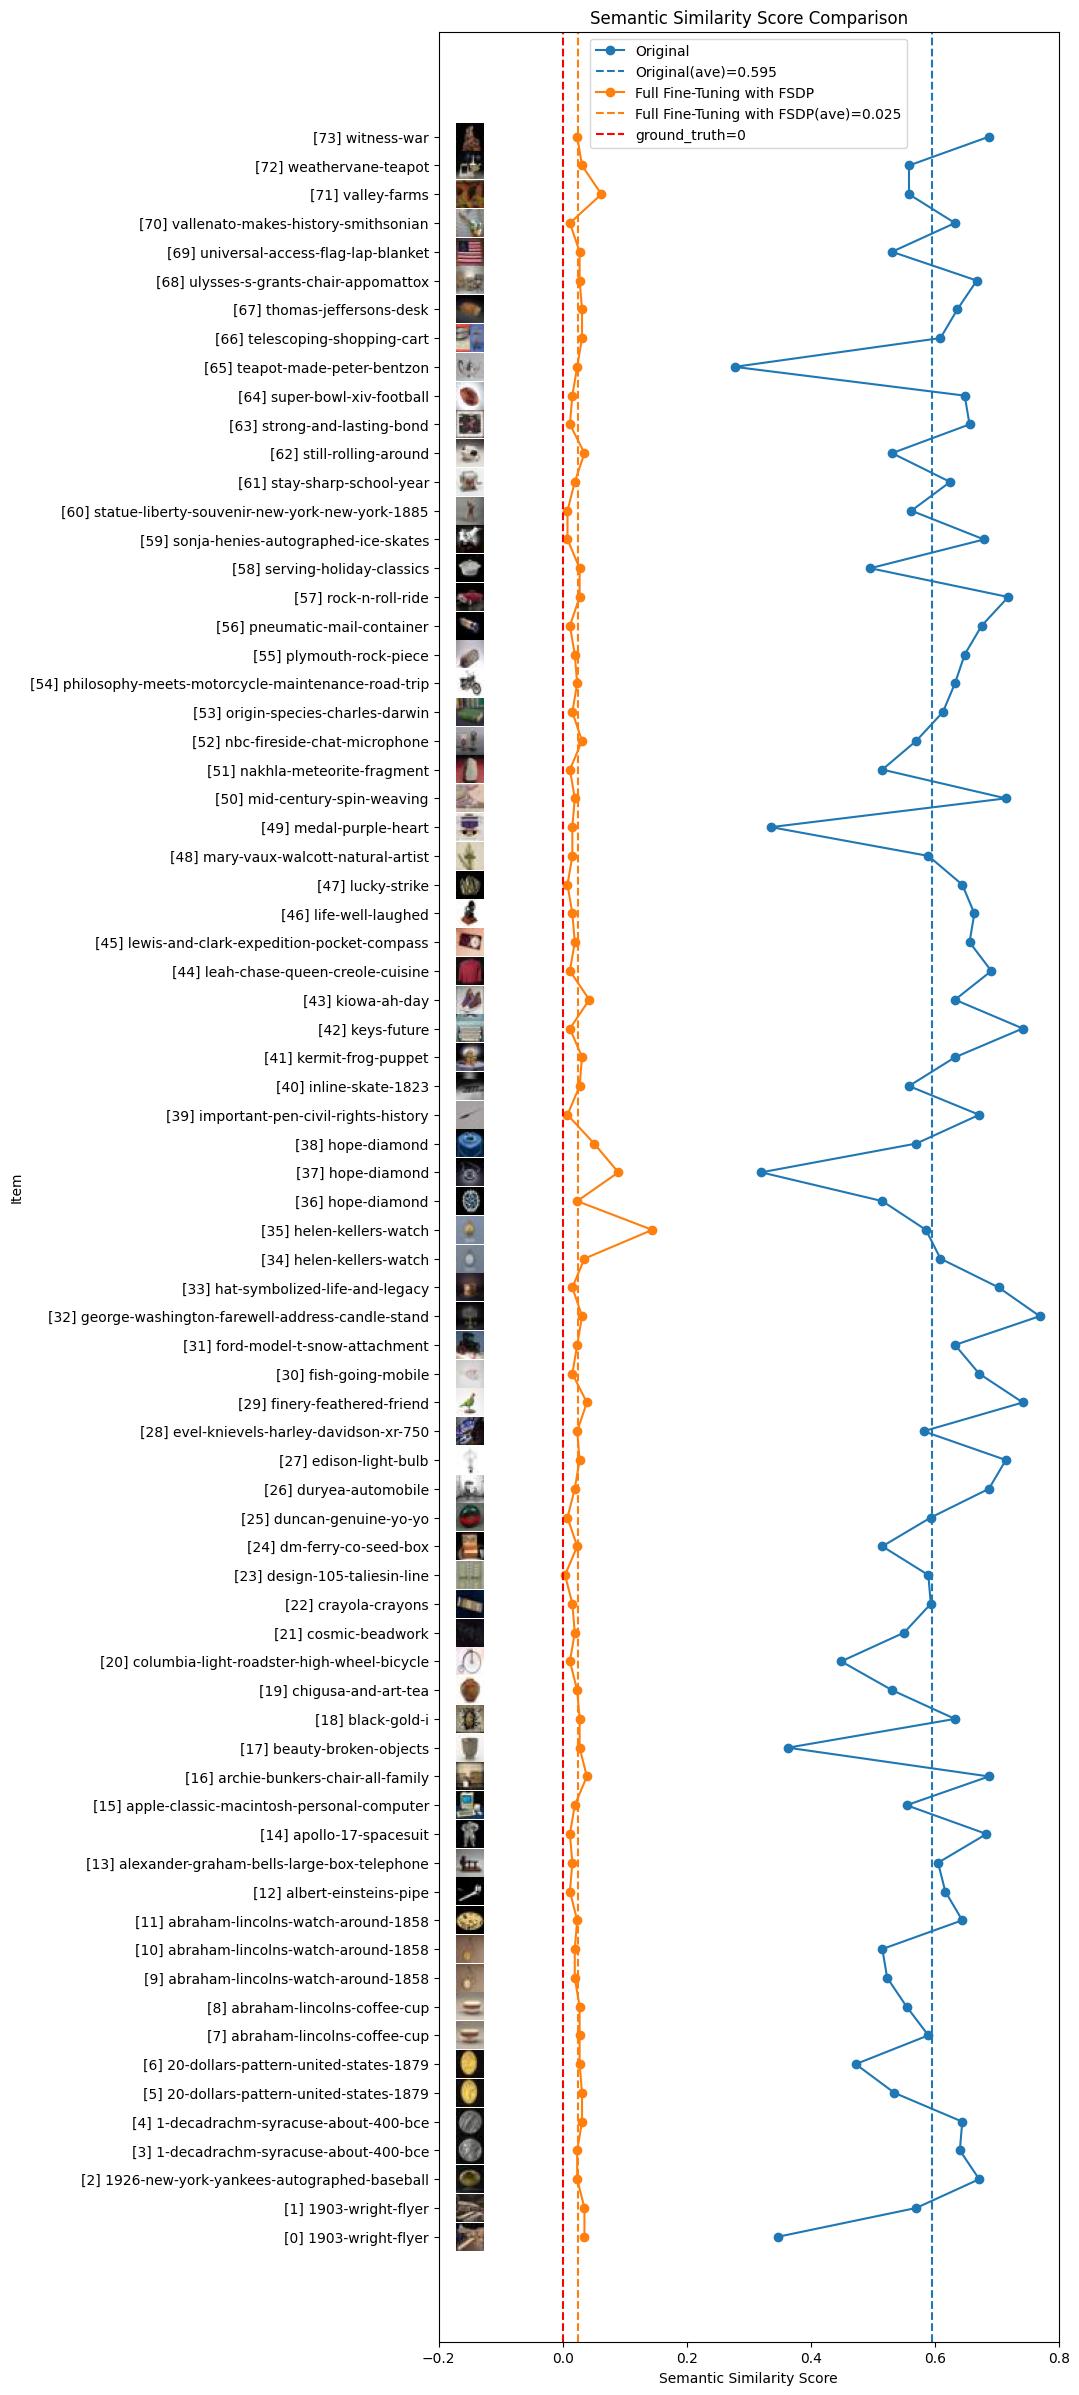 Semantic Similarity Score Comparison
Original
Original(ave)=0.595
Full Fine-Tuning with FSDP
Full Fine-Tuning with FSDP(ave)=0.025
ground_truth=0
[73] witness-war
[72] weathervane-teapot
[71] valley-farms
[70] vallenato-makes-history-smithsonian
[69] universal-access-flag-lap-blanket
[68] ulysses-s-grants-chair-appomattox
[67] thomas-jeffersons-desk
[66] telescoping-shopping-cart
[65] teapot-made-peter-bentzon
[64] super-bowl-xiv-football
[63] strong-and-lasting-bond
[62] still-rolling-around
[61] stay-sharp-school-year
[60] statue-liberty-souvenir-new-york-new-york-1885
[59] sonja-henies-autographed-ice-skates
[58] serving-holiday-classics
[57] rock-n-roll-ride
[56] pneumatic-mail-container
[55] plymouth-rock-piece
[54] philosophy-meets-motorcycle-maintenance-road-trip
[53] origin-species-charles-darwin
[52] nbc-fireside-chat-microphone
[51] nakhla-meteorite-fragment
[50] mid-century-spin-weaving
[49] medal-purple-heart
[48] mary-vaux-walcott-natural-artist
[47] lucky-strike
[46] life-well-laughed
[45] lewis-and-clark-expedition-pocket-compass
[44] leah-chase-queen-creole-cuisine
[43] kiowa-ah-day
[42] keys-future
[41] kermit-frog-puppet
[40] inline-skate-1823
[39] important-pen-civil-rights-history
[38] hope-diamond
[37] hope-diamond
[36] hope-diamond
[35] helen-kellers-watch
[34] helen-kellers-watch
[33] hat-symbolized-life-and-legacy
[32] george-washington-farewell-address-candle-stand
[31] ford-model-t-snow-attachment
[30] fish-going-mobile
[29] finery-feathered-friend
[28] evel-knievels-harley-davidson-xr-750
[27] edison-light-bulb
[26] duryea-automobile
[25] duncan-genuine-yo-yo
[24] dm-ferry-co-seed-box
[23] design-105-taliesin-line
[22] crayola-crayons
[21] cosmic-beadwork
[20] columbia-light-roadster-high-wheel-bicycle
[19] chigusa-and-art-tea
[18] black-gold-i
[17] beauty-broken-objects
[16] archie-bunkers-chair-all-family
[15] apple-classic-macintosh-personal-computer
[14] apollo-17-spacesuit
[13] alexander-graham-bells-large-box-telephone
[12] albert-einsteins-pipe
[11] abraham-lincolns-watch-around-1858
[10] abraham-lincolns-watch-around-1858
[9] abraham-lincolns-watch-around-1858
[8] abraham-lincolns-coffee-cup
[7] abraham-lincolns-coffee-cup
[6] 20-dollars-pattern-united-states-1879
[5] 20-dollars-pattern-united-states-1879
[4] 1-decadrachm-syracuse-about-400-bce
[3] 1-decadrachm-syracuse-about-400-bce
[2] 1926-new-york-yankees-autographed-baseball
[1] 1903-wright-flyer
[0] 1903-wright-flyer
Item
−0.2 0.0 0.2 0.4 0.6 0.8
Semantic Similarity Score